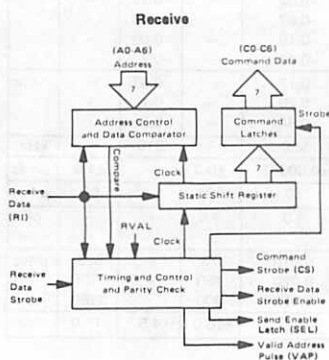 Receive
(A0-A6)
Address
7
(C0-C6)
Command Data
7
Address Control
and Data Comparator
Command
Latches
Strobe
Compare
Clock
7
Receive
Data
(RI)
Static Shift Register
RVAL
Clock
Receive
Data
Strobe
Timing and Control
and Parity Check
Command
Strobe (CS)
Receive Data
Strobe Enable
Send Enable
Latch (SEL)
Valid Address
Pulse (VAP)